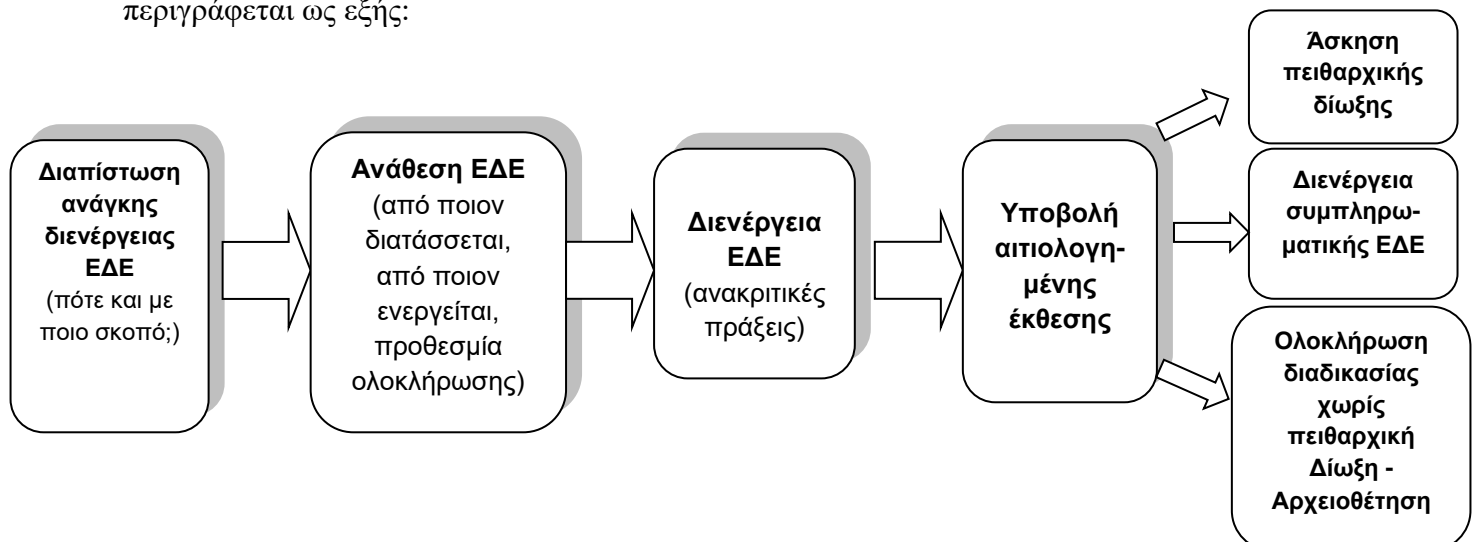 περιγράφεται ως εξής:
Διαπίστωση
ανάγκης
διενέργειας
ΕΔΕ
(πότε και με
ποιο σκοπό;)
Ανάθεση ΕΔΕ
(από ποιον
διατάσσεται,
από ποιον
ενεργείται,
προθεσμία
ολοκλήρωσης)
Διενέργεια
ΕΔΕ
(ανακριτικές
πράξεις)
Υποβολή
αιτιολογη-
μένης
έκθεσης
Άσκηση
πειθαρχικής
δίωξης
Διενέργεια
συμπληρω-
ματικής ΕΔΕ
Ολοκλήρωση
διαδικασίας
χωρίς
πειθαρχική
Δίωξη -
Αρχειοθέτηση